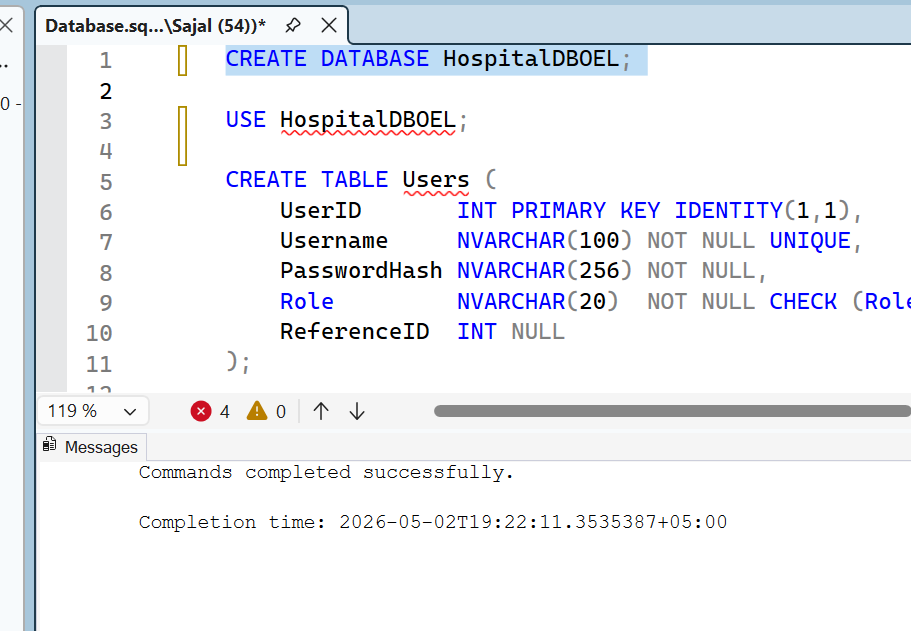 Database.sq...\Sajal (54))*
..
0 -
1 CREATE DATABASE HospitalDBOEL;
2
3 USE HospitalDBOEL;
4
5 CREATE TABLE Users (
6 UserID INT PRIMARY KEY IDENTITY(1,1),
7 Username NVARCHAR(100) NOT NULL UNIQUE,
8 PasswordHash NVARCHAR(256) NOT NULL,
9 Role NVARCHAR(20) NOT NULL CHECK (Role
10 ReferenceID INT NULL
11 );
12
119 % 4 0
Messages
Commands completed successfully.
Completion time: 2026-05-02T19:22:11.3535387+05:00